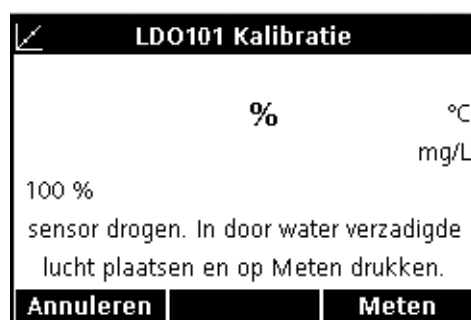 LDO101 Kalibratie
% °C
mg/L
100 %
sensor drogen. In door water verzadigde
lucht plaatsen en op Meten drukken.
Annuleren Meten